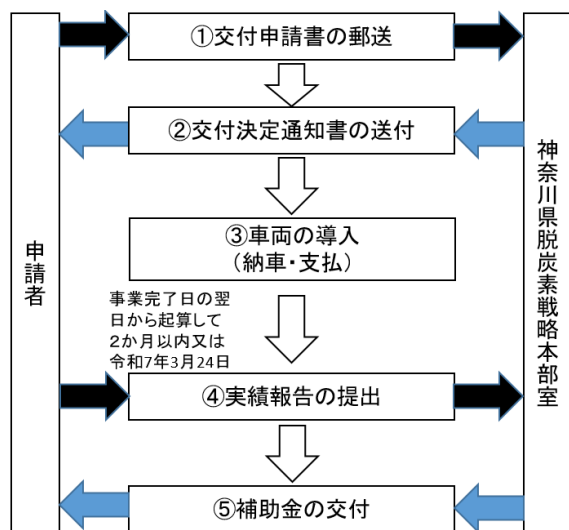 ①交付申請書の郵送
②交付決定通知書の送付
③車両の導入
（納車・支払）
事業完了日の翌
日から起算して
２か月以内又は
令和7年3月24日
④実績報告の提出
⑤補助金の交付
申請者
神奈川県脱炭素戦略本部室